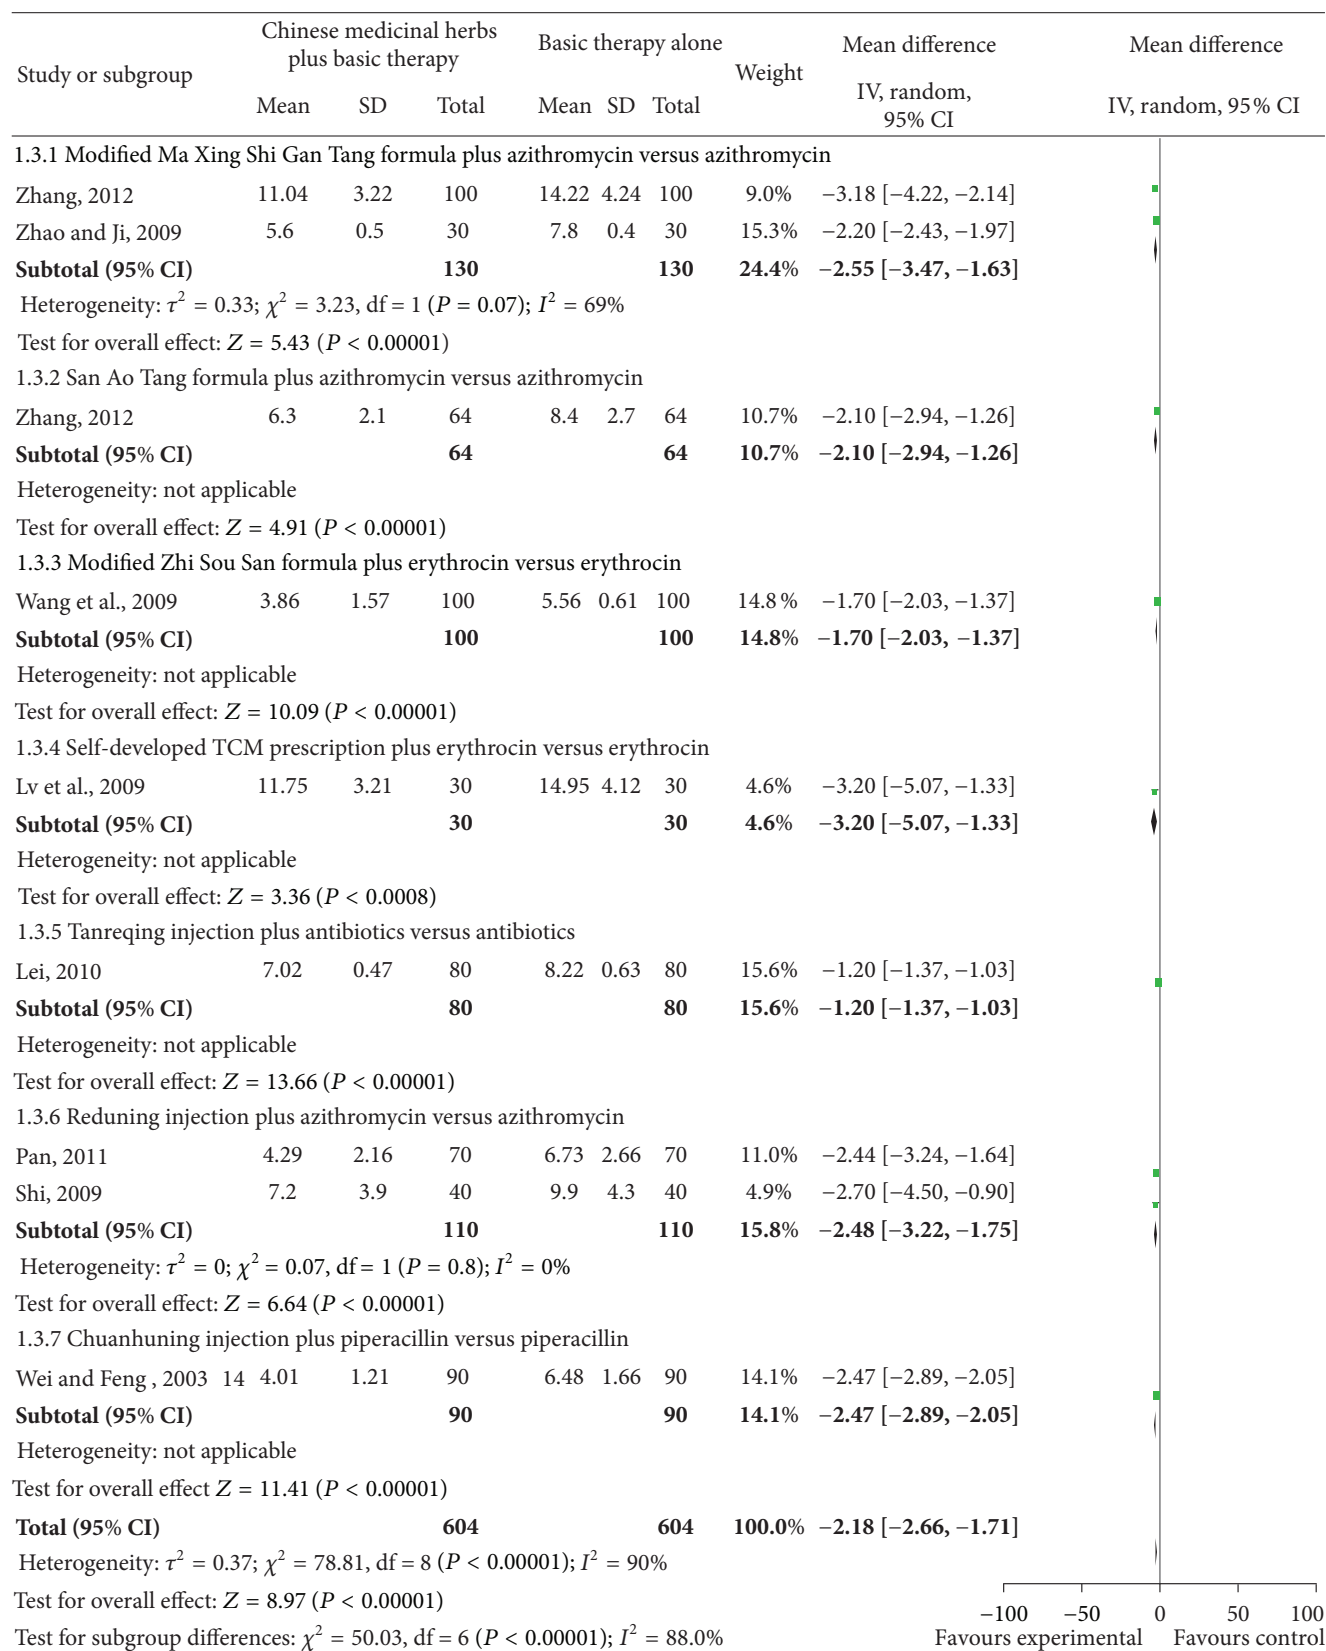 Study or subgroup
Chinese medicinal herbs
plus basic therapy
Basic therapy alone
Weight
Mean difference
Mean difference
Mean SD Total Mean SD Total
IV, random,
95% CI
IV, random, 95% CI
1.3.1 Modified Ma Xing Shi Gan Tang formula plus azithromycin versus azithromycin
Zhang, 2012 11.04 3.22 100 14.22 4.24 100 9.0% −3.18 [−4.22, −2.14]
Zhao and Ji, 2009 5.6 0.5 30 7.8 0.4 30 15.3% −2.20 [−2.43, −1.97]
Subtotal (95% CI) 130 130 24.4% −2.55 [−3.47, −1.63]
Heterogeneity: τ² = 0.33; χ² = 3.23, df = 1 (P = 0.07); I² = 69%
Test for overall effect: Z = 5.43 (P < 0.00001)
1.3.2 San Ao Tang formula plus azithromycin versus azithromycin
Zhang, 2012 6.3 2.1 64 8.4 2.7 64 10.7% −2.10 [−2.94, −1.26]
Subtotal (95% CI) 64 64 10.7% −2.10 [−2.94, −1.26]
Heterogeneity: not applicable
Test for overall effect: Z = 4.91 (P < 0.00001)
1.3.3 Modified Zhi Sou San formula plus erythrocin versus erythrocin
Wang et al., 2009 3.86 1.57 100 5.56 0.61 100 14.8% −1.70 [−2.03, −1.37]
Subtotal (95% CI) 100 100 14.8% −1.70 [−2.03, −1.37]
Heterogeneity: not applicable
Test for overall effect: Z = 10.09 (P < 0.00001)
1.3.4 Self-developed TCM prescription plus erythrocin versus erythrocin
Lv et al., 2009 11.75 3.21 30 14.95 4.12 30 4.6% −3.20 [−5.07, −1.33]
Subtotal (95% CI) 30 30 4.6% −3.20 [−5.07, −1.33]
Heterogeneity: not applicable
Test for overall effect: Z = 3.36 (P < 0.0008)
1.3.5 Tanreqing injection plus antibiotics versus antibiotics
Lei, 2010 7.02 0.47 80 8.22 0.63 80 15.6% −1.20 [−1.37, −1.03]
Subtotal (95% CI) 80 80 15.6% −1.20 [−1.37, −1.03]
Heterogeneity: not applicable
Test for overall effect: Z = 13.66 (P < 0.00001)
1.3.6 Reduning injection plus azithromycin versus azithromycin
Pan, 2011 4.29 2.16 70 6.73 2.66 70 11.0% −2.44 [−3.24, −1.64]
Shi, 2009 7.2 3.9 40 9.9 4.3 40 4.9% −2.70 [−4.50, −0.90]
Subtotal (95% CI) 110 110 15.8% −2.48 [−3.22, −1.75]
Heterogeneity: τ² = 0; χ² = 0.07, df = 1 (P = 0.8); I² = 0%
Test for overall effect: Z = 6.64 (P < 0.00001)
1.3.7 Chuanhuning injection plus piperacillin versus piperacillin
Wei and Feng , 2003 14 4.01 1.21 90 6.48 1.66 90 14.1% −2.47 [−2.89, −2.05]
Subtotal (95% CI) 90 90 14.1% −2.47 [−2.89, −2.05]
Heterogeneity: not applicable
Test for overall effect Z = 11.41 (P < 0.00001)
Total (95% CI) 604 604 100.0% −2.18 [−2.66, −1.71]
Heterogeneity: τ² = 0.37; χ² = 78.81, df = 8 (P < 0.00001); I² = 90%
Test for overall effect: Z = 8.97 (P < 0.00001)
Test for subgroup differences: χ² = 50.03, df = 6 (P < 0.00001); I² = 88.0%
−100 −50 0 50 100
Favours experimental Favours control